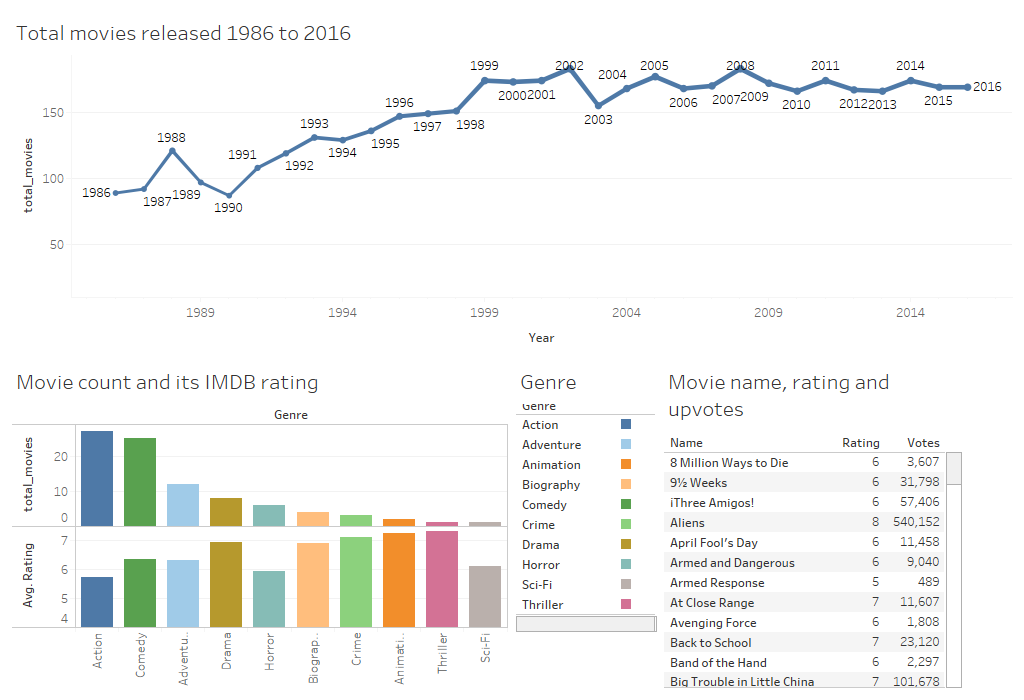 Total movies released 1986 to 2016
total_movies
150
100
50
1986
1987
1988
1989
1990
1991
1992
1993
1994
1995
1996
1997
1998
1999
2000
2001
2002
2003
2004
2005
2006
2007
2008
2009
2010
2011
2012
2013
2014
2015
2016
1989 1994 1999 2004 2009 2014
Year
Movie count and its IMDB rating
Genre
total_movies
20
10
0
Avg. Rating
7
6
5
4
Action
Comedy
Adventu..
Drama
Horror
Biograp..
Crime
Animati..
Thriller
Sci-Fi
Genre
Genre
Action
Adventure
Animation
Biography
Comedy
Crime
Drama
Horror
Sci-Fi
Thriller
Movie name, rating and
upvotes
Name Rating Votes
8 Million Ways to Die 6 3,607
9½ Weeks 6 31,798
¡Three Amigos! 6 57,406
Aliens 8 540,152
April Fool's Day 6 11,458
Armed and Dangerous 6 9,040
Armed Response 5 489
At Close Range 7 11,607
Avenging Force 6 1,808
Back to School 7 23,120
Band of the Hand 6 2,297
Big Trouble in Little China 7 101,678